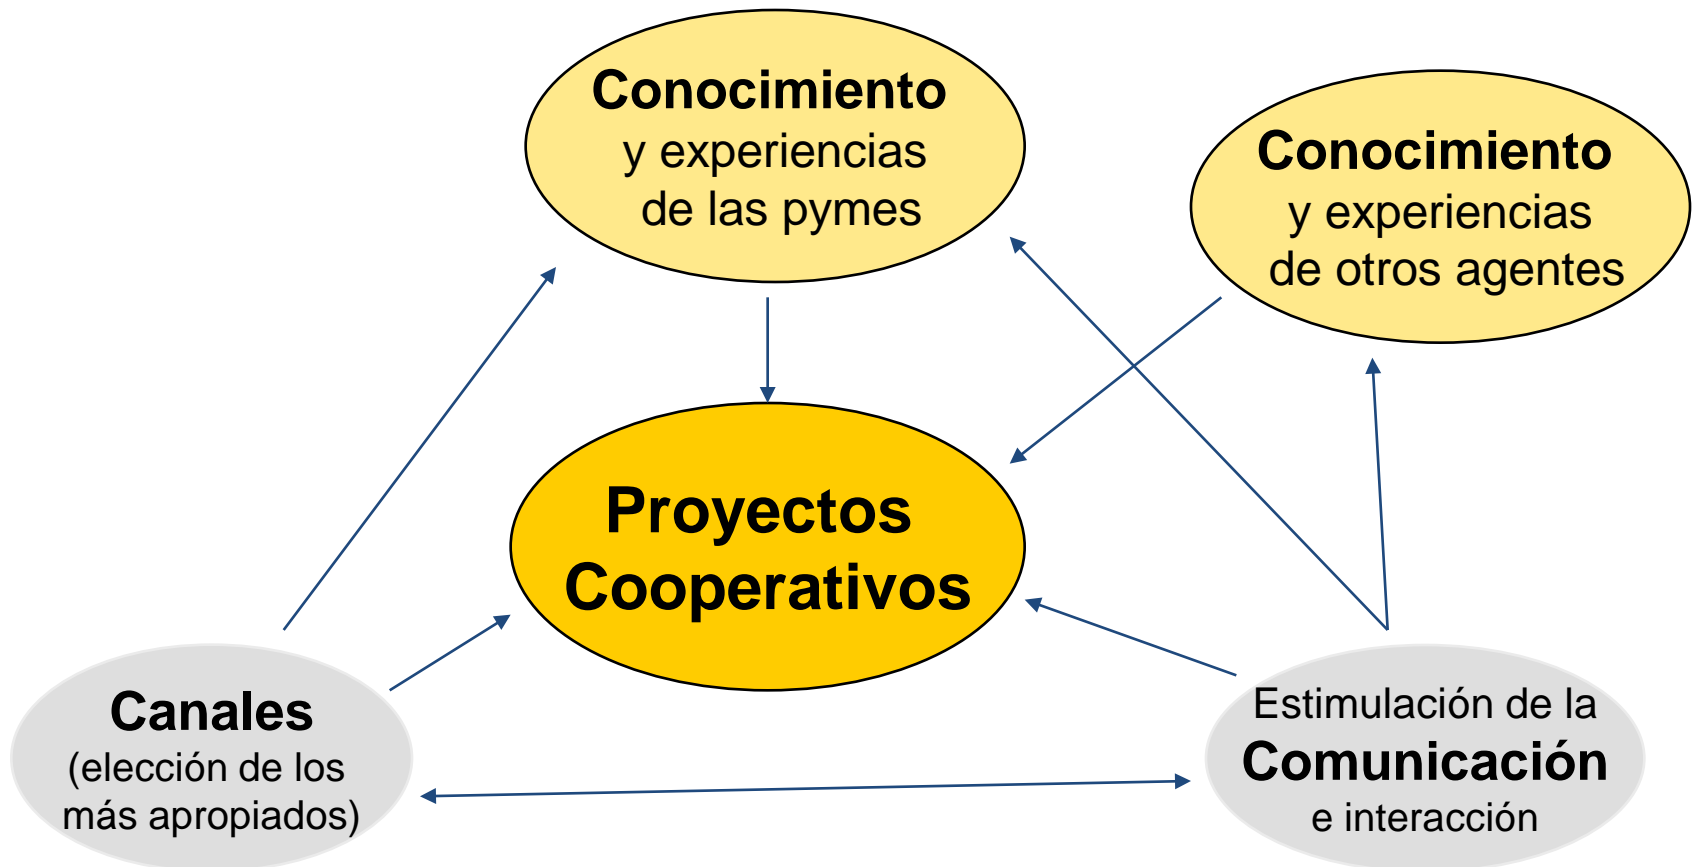 Conocimiento
y experiencias
de las pymes
Conocimiento
y experiencias
de otros agentes
Proyectos
Cooperativos
Canales
(elección de los
más apropiados)
Estimulación de la
Comunicación
e interacción